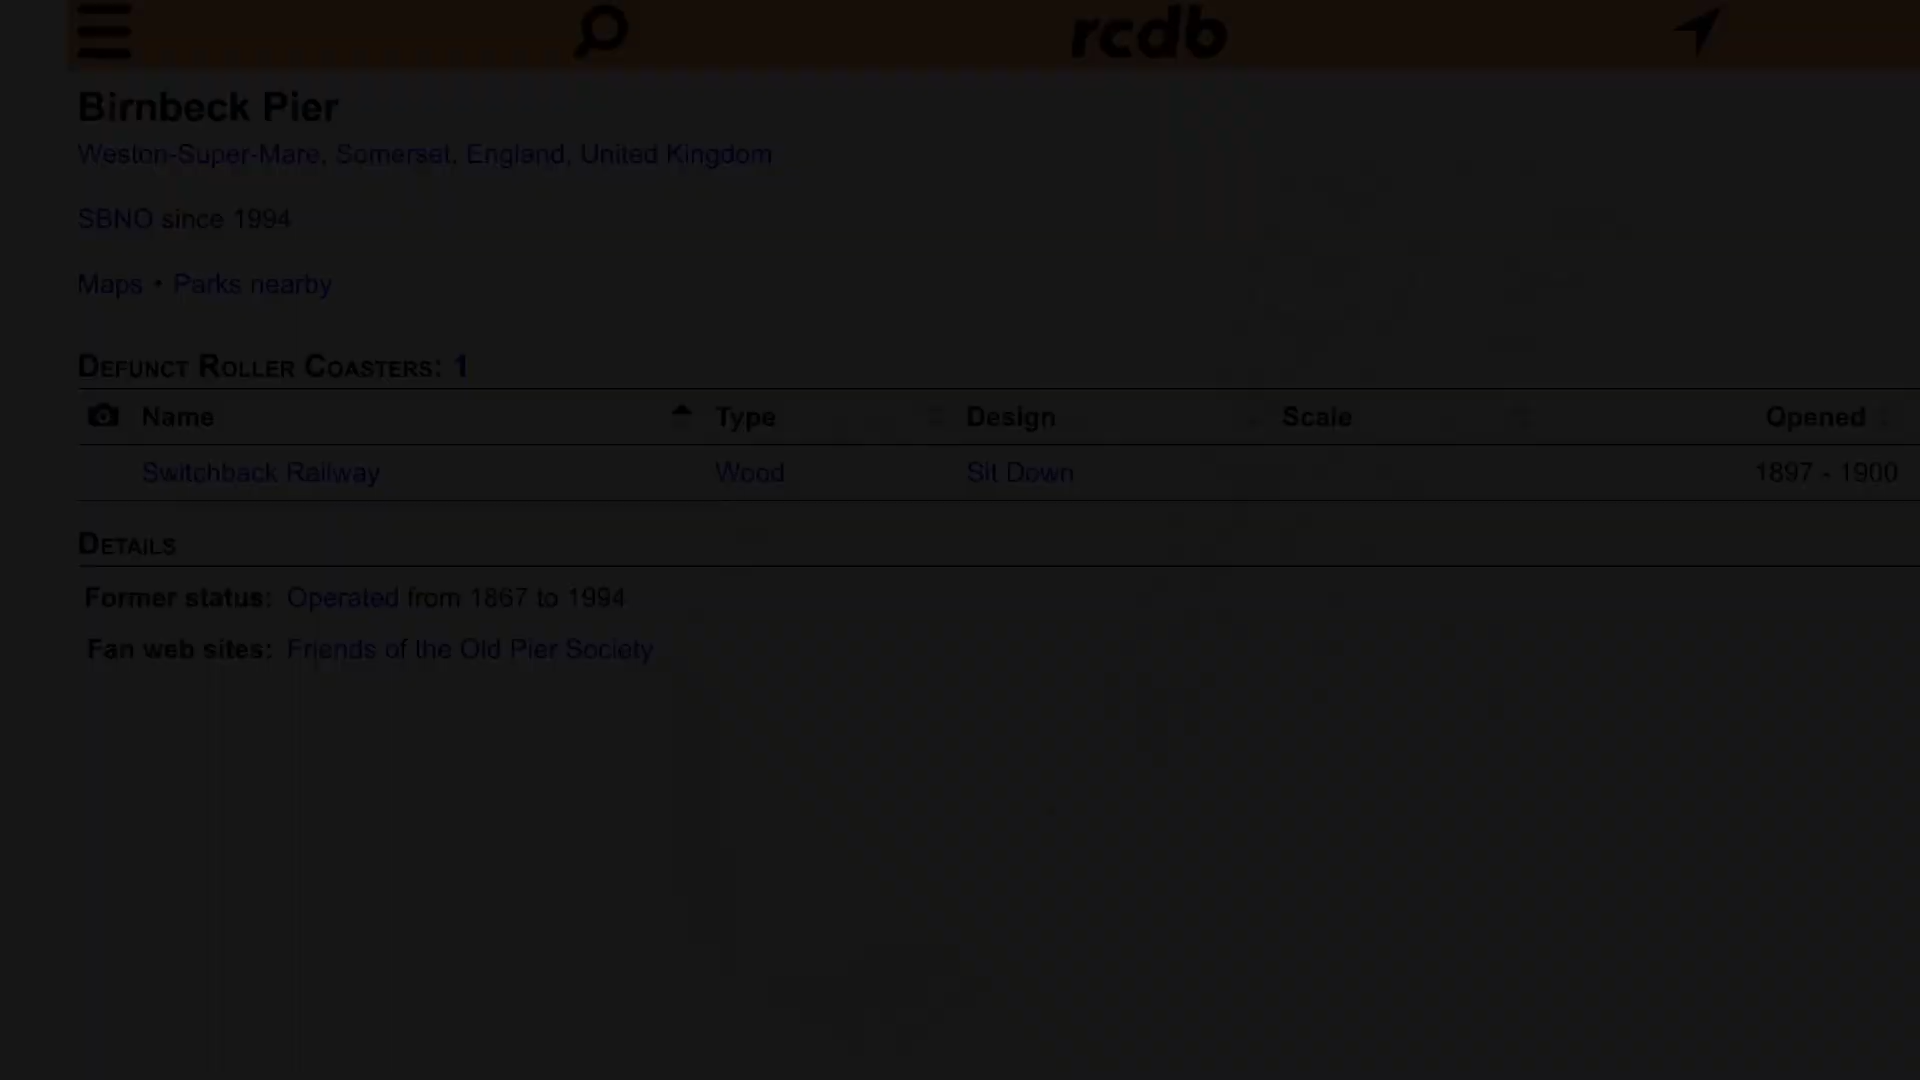 rcdb
Birnbeck Pier
Weston-Super-Mare, Somerset, England, United Kingdom
SBNO since 1994
Maps • Parks nearby
Defunct Roller Coasters: 1
Name Type Design Scale Opened
Switchback Railway Wood Sit Down 1897 - 1900
Details
Former status: Operated from 1867 to 1994
Fan web sites: Friends of the Old Pier Society